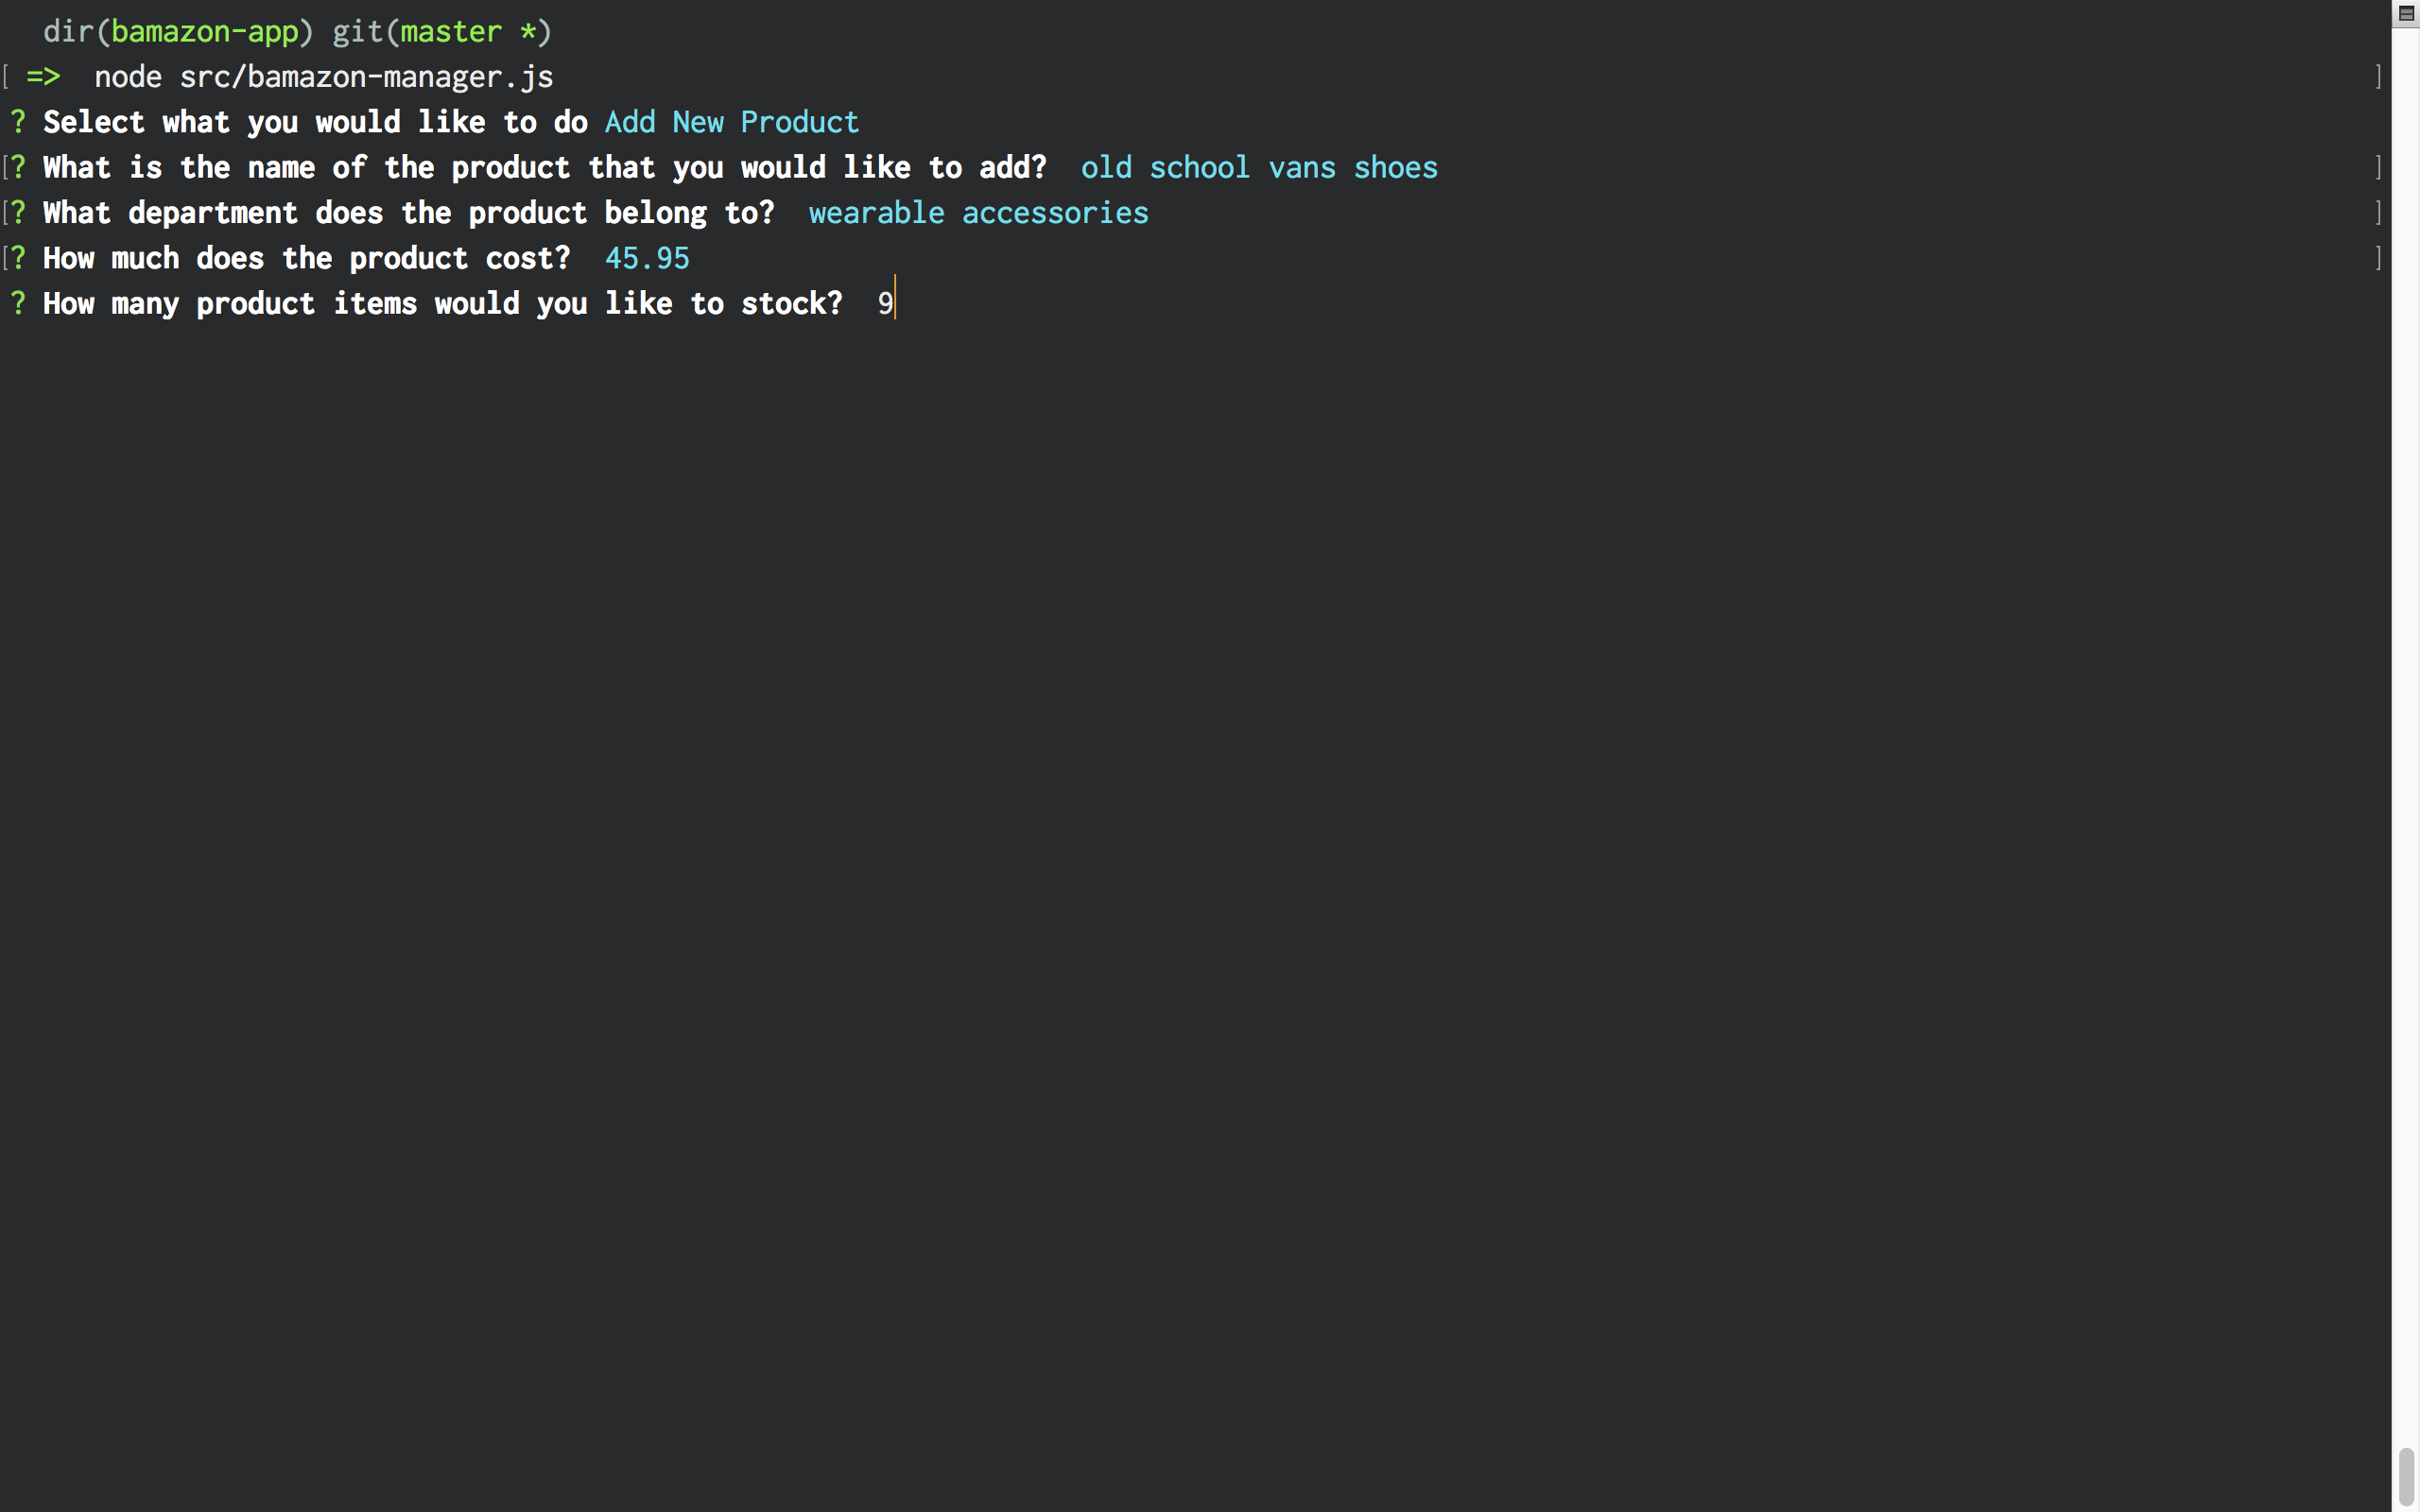 dir(bamazon-app) git(master *)
[ =>  node src/bamazon-manager.js ]
? Select what you would like to do Add New Product
[? What is the name of the product that you would like to add?  old school vans shoes ]
[? What department does the product belong to?  wearable accessories ]
[? How much does the product cost?  45.95 ]
? How many product items would you like to stock?  9